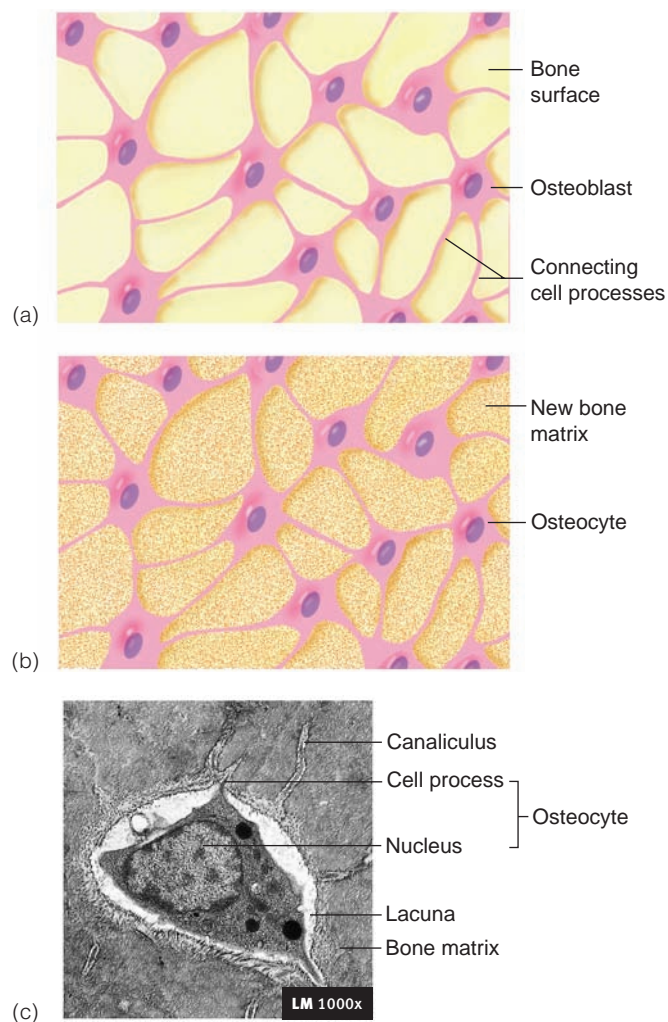 Bone
surface
Osteoblast
Connecting
cell processes
(a)
New bone
matrix
Osteocyte
(b)
Canaliculus
Cell process
Osteocyte
Nucleus
Lacuna
Bone matrix
LM 1000x
(c)